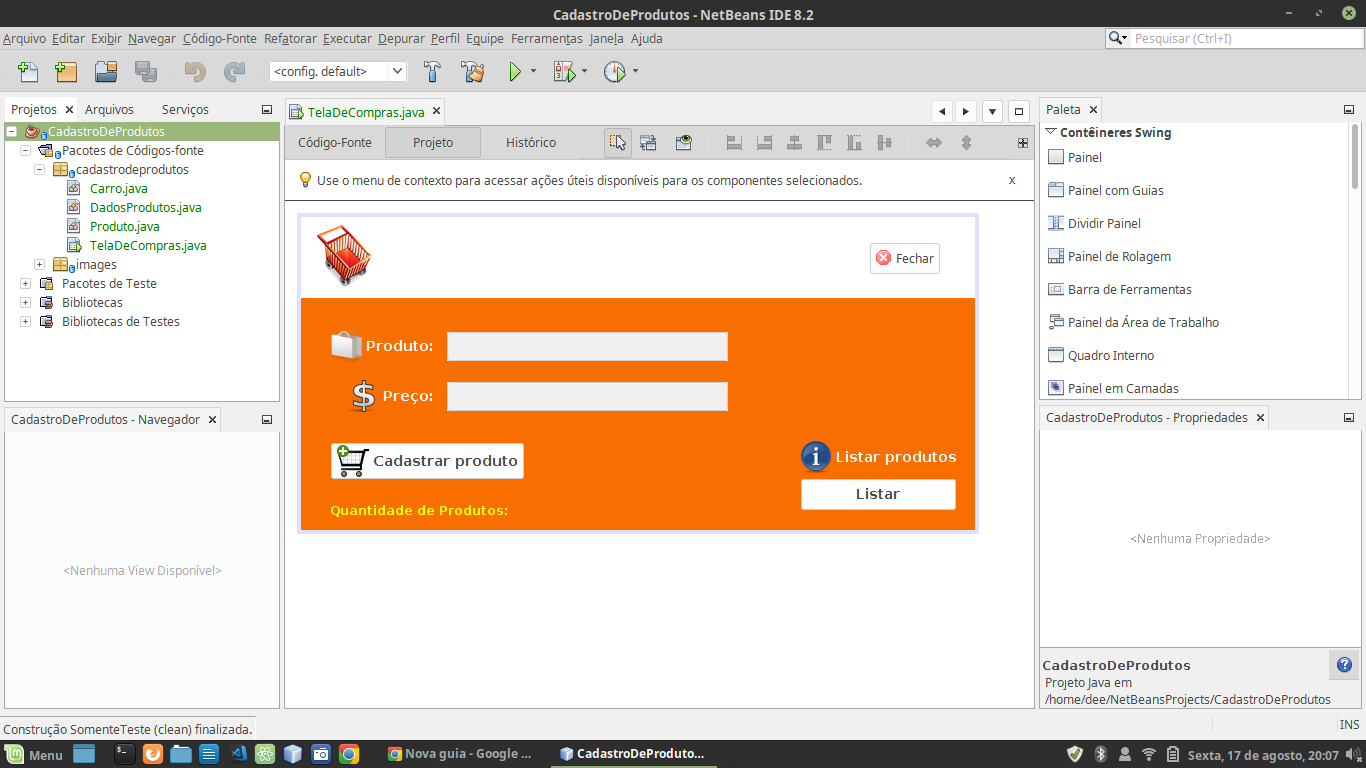 CadastroDeProdutos - NetBeans IDE 8.2
Arquivo Editar Exibir Navegar Código-Fonte Refatorar Executar Depurar Perfil Equipe Ferramentas Janela Ajuda
Pesquisar (Ctrl+I)
<config. default>
Projetos Arquivos Serviços
CadastroDeProdutos
Pacotes de Códigos-fonte
cadastrodeprodutos
Carro.java
DadosProdutos.java
Produto.java
TelaDeCompras.java
images
Pacotes de Teste
Bibliotecas
Bibliotecas de Testes
CadastroDeProdutos - Navegador
<Nenhuma View Disponível>
TelaDeCompras.java
Código-Fonte Projeto Histórico
Use o menu de contexto para acessar ações úteis disponíveis para os componentes selecionados. x
Fechar
Produto:
$ Preço:
Cadastrar produto
Listar produtos
Listar
Quantidade de Produtos:
Paleta
Contêineres Swing
Painel
Painel com Guias
Dividir Painel
Painel de Rolagem
Barra de Ferramentas
Painel da Área de Trabalho
Quadro Interno
Painel em Camadas
CadastroDeProdutos - Propriedades
<Nenhuma Propriedade>
CadastroDeProdutos
Projeto Java em
/home/dee/NetBeansProjects/CadastroDeProdutos
Construção SomenteTeste (clean) finalizada.
INS
Menu
Nova guia - Google ...
CadastroDeProduto...
Sexta, 17 de agosto, 20:07